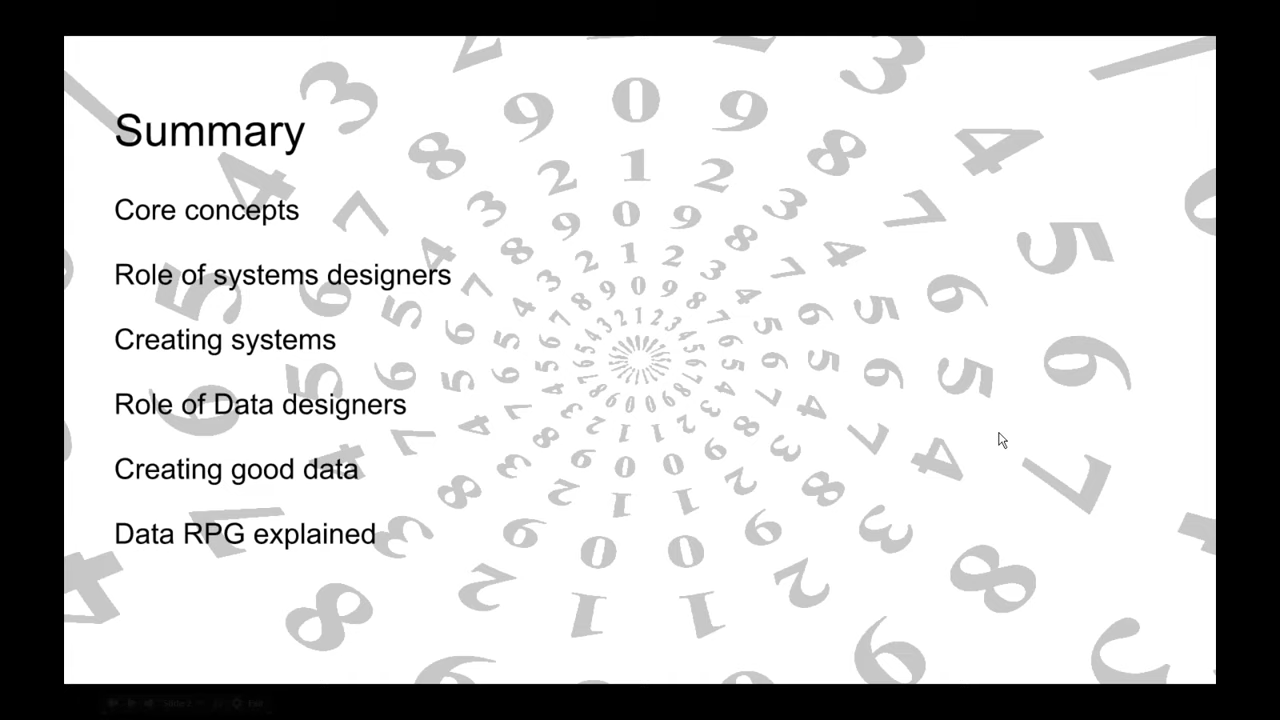 Summary
Core concepts
Role of systems designers
Creating systems
Role of Data designers
Creating good data
Data RPG explained